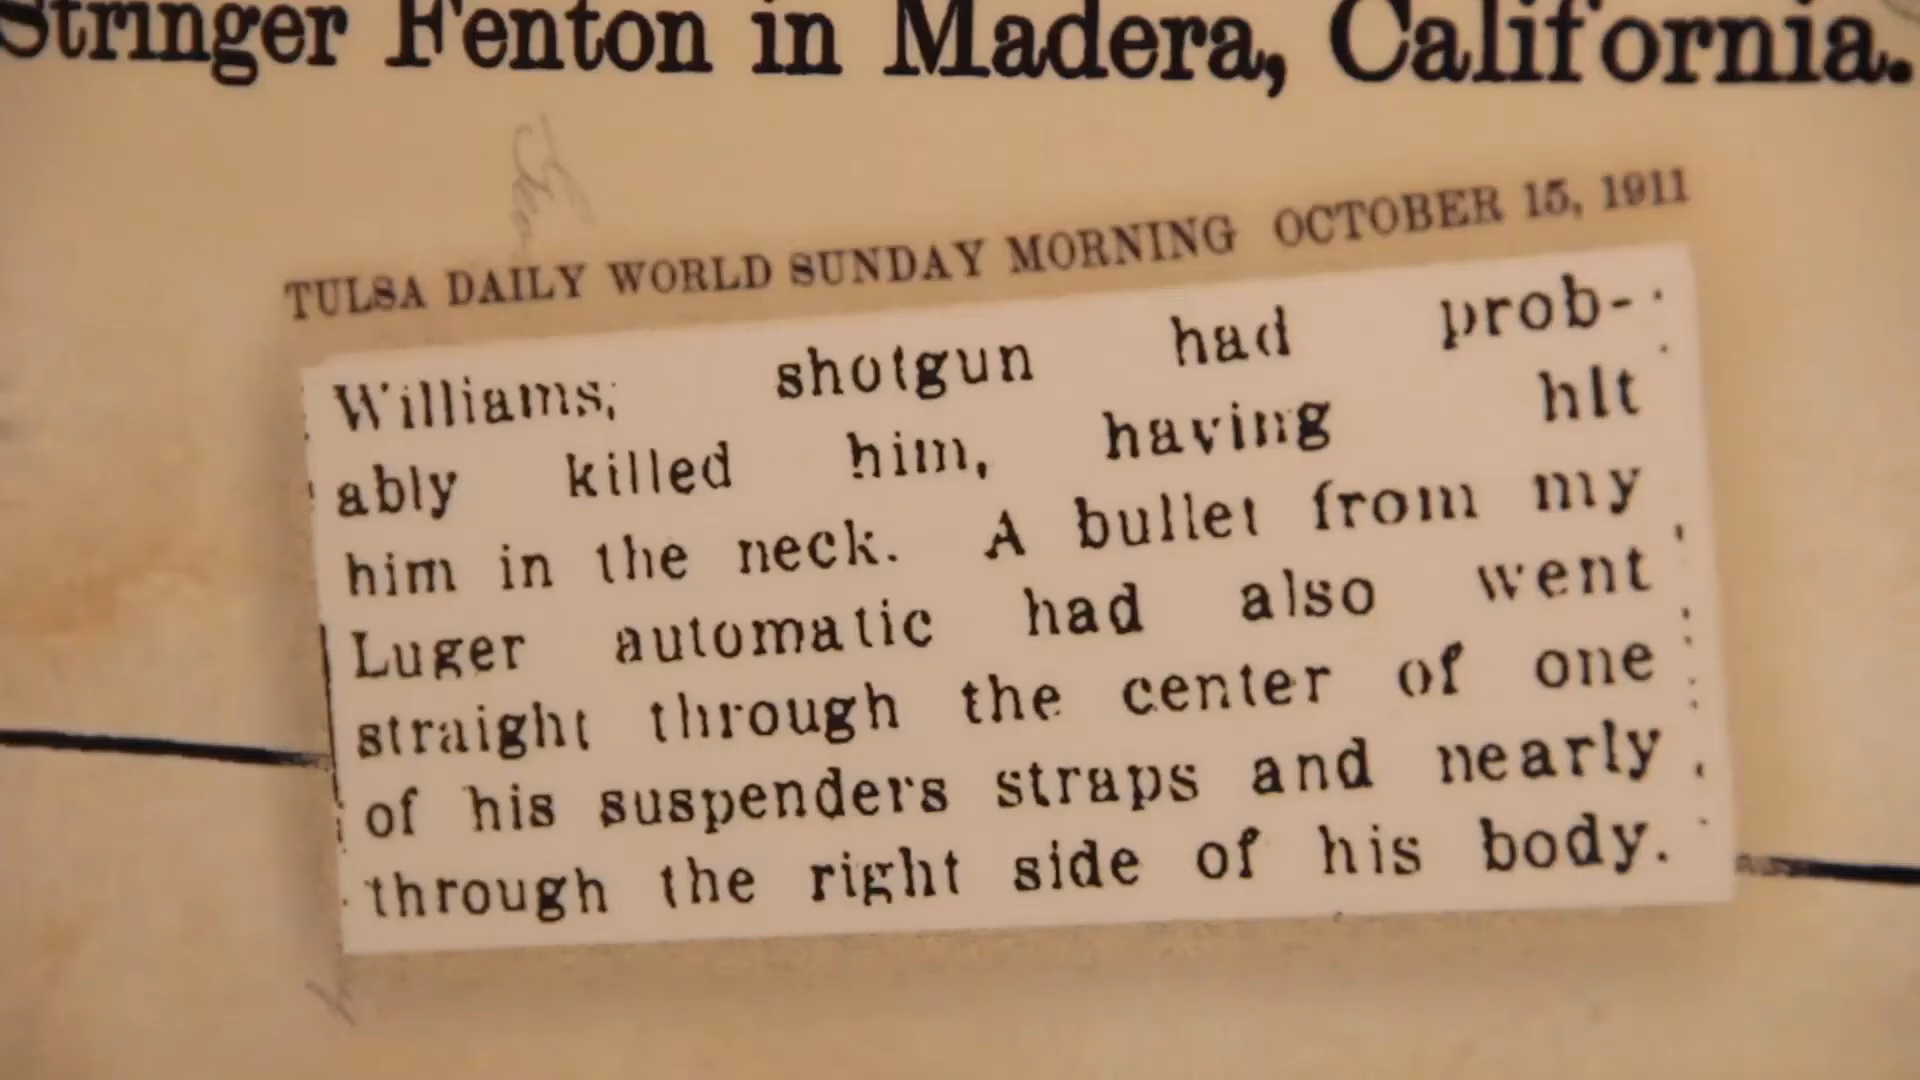 Stringer Fenton in Madera, California.
TULSA DAILY WORLD SUNDAY MORNING OCTOBER 15, 1911
Williams; shotgun had prob-
ably killed him, having hIt
him in the neck. A bullet from my
Luger automatic had also went
straight through the center of one
of his suspenders straps and nearly
through the right side of his body.